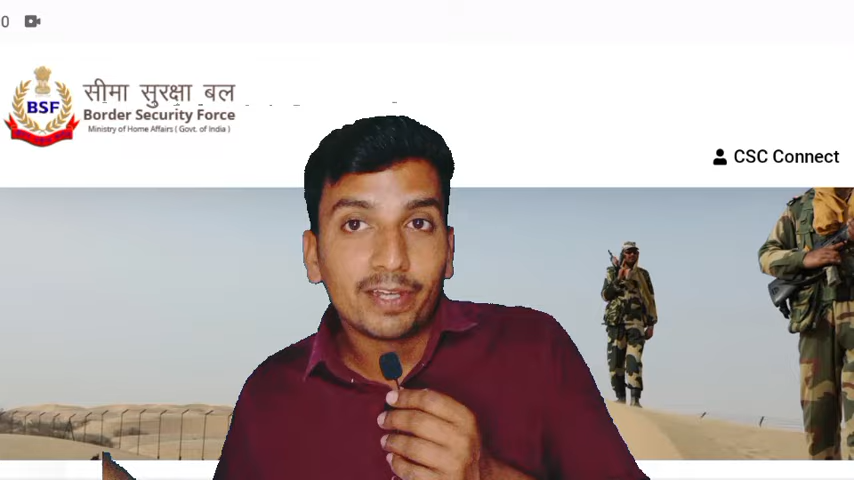 0
BSF
सीमा सुरक्षा बल
Border Security Force
Ministry of Home Affairs ( Govt. of India )
CSC Connect